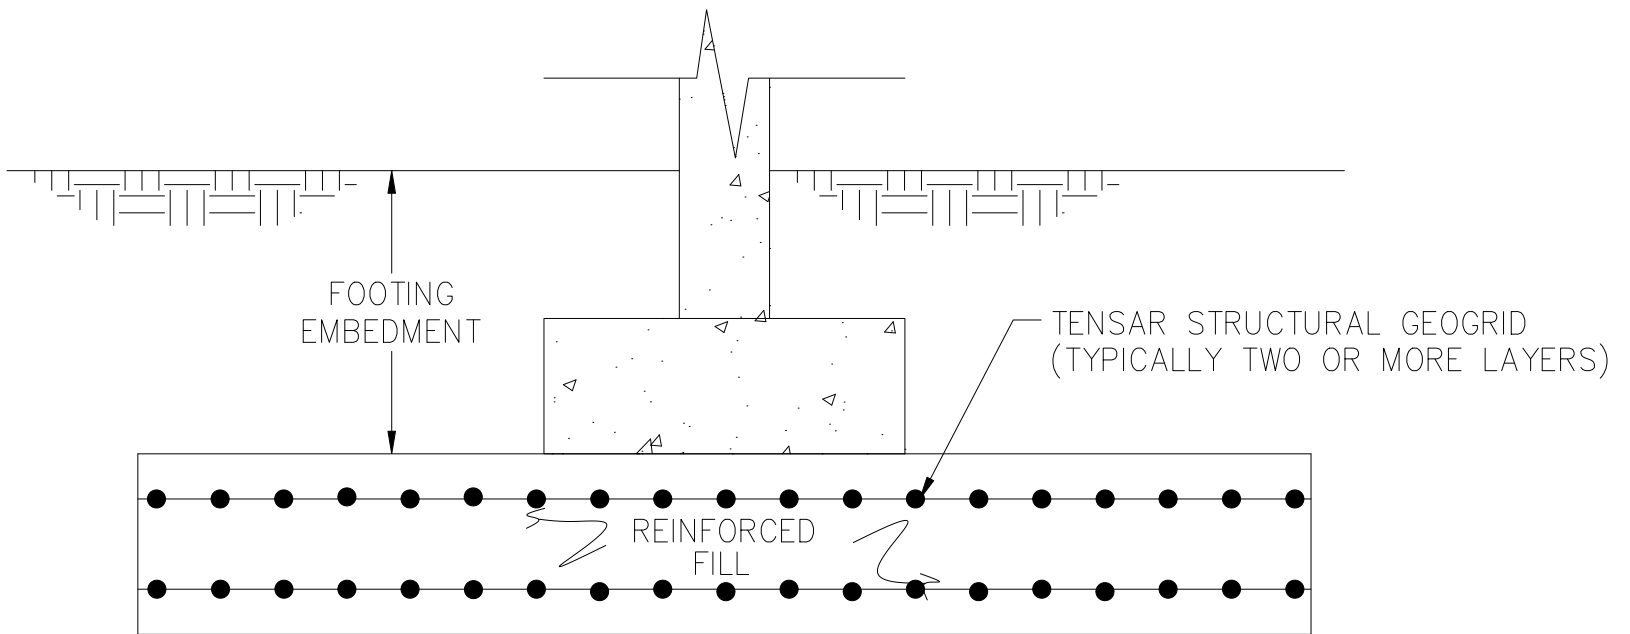 FOOTING
EMBEDMENT
TENSAR STRUCTURAL GEOGRID
(TYPICALLY TWO OR MORE LAYERS)
REINFORCED
FILL